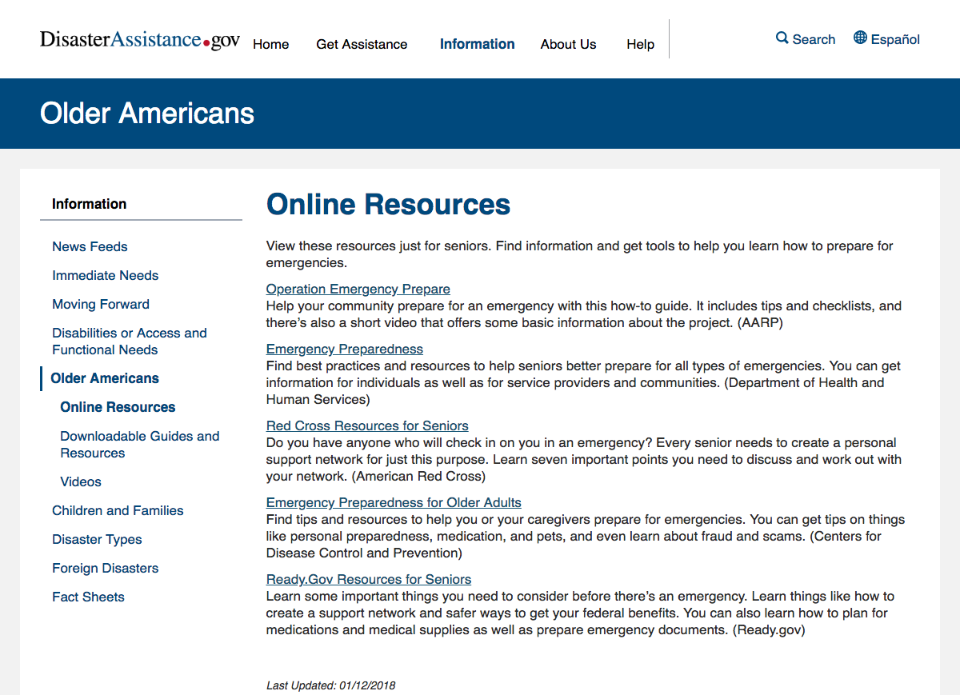 DisasterAssistance.gov
Home
Get Assistance
Information
About Us
Help
Search
Español
Older Americans
Information
News Feeds
Immediate Needs
Moving Forward
Disabilities or Access and
Functional Needs
Older Americans
Online Resources
Downloadable Guides and
Resources
Videos
Children and Families
Disaster Types
Foreign Disasters
Fact Sheets
Online Resources
View these resources just for seniors. Find information and get tools to help you learn how to prepare for
emergencies.
Operation Emergency Prepare
Help your community prepare for an emergency with this how-to guide. It includes tips and checklists, and
there's also a short video that offers some basic information about the project. (AARP)
Emergency Preparedness
Find best practices and resources to help seniors better prepare for all types of emergencies. You can get
information for individuals as well as for service providers and communities. (Department of Health and
Human Services)
Red Cross Resources for Seniors
Do you have anyone who will check in on you in an emergency? Every senior needs to create a personal
support network for just this purpose. Learn seven important points you need to discuss and work out with
your network. (American Red Cross)
Emergency Preparedness for Older Adults
Find tips and resources to help you or your caregivers prepare for emergencies. You can get tips on things
like personal preparedness, medication, and pets, and even learn about fraud and scams. (Centers for
Disease Control and Prevention)
Ready.Gov Resources for Seniors
Learn some important things you need to consider before there's an emergency. Learn things like how to
create a support network and safer ways to get your federal benefits. You can also learn how to plan for
medications and medical supplies as well as prepare emergency documents. (Ready.gov)
Last Updated: 01/12/2018